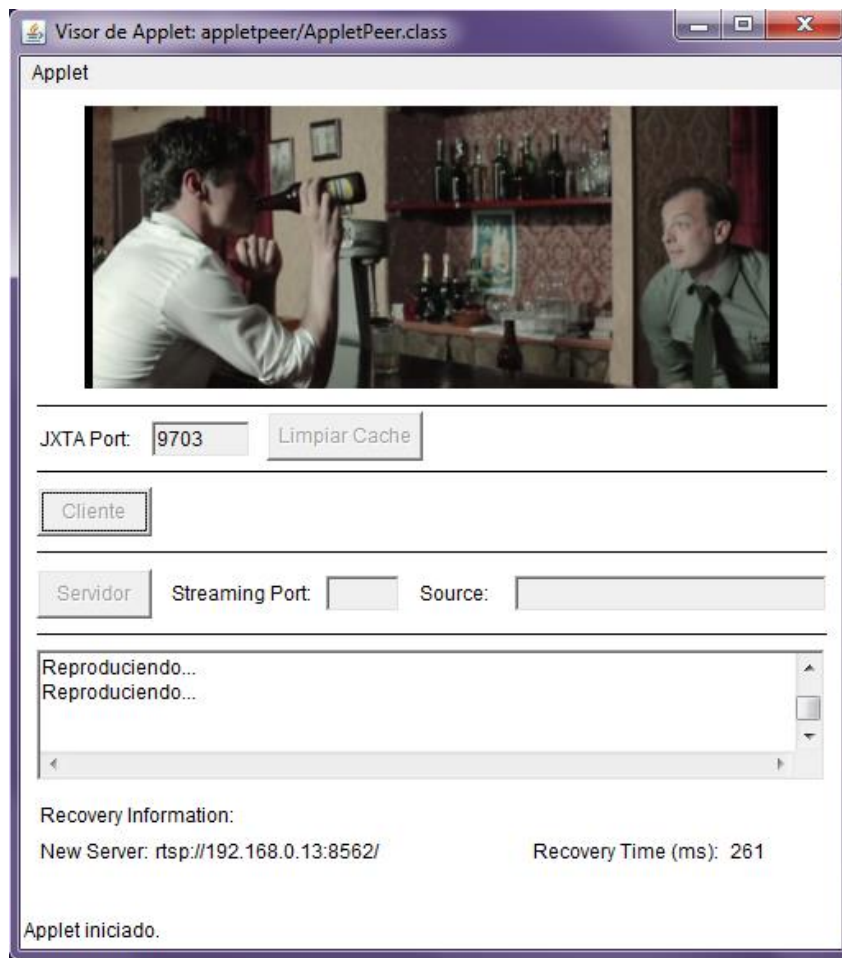 Visor de Applet: appletpeer/AppletPeer.class
Applet
JXTA Port: 9703 Limpiar Cache
Cliente
Servidor Streaming Port: Source:
Reproduciendo...
Reproduciendo...
Recovery Information:
New Server: rtsp://192.168.0.13:8562/ Recovery Time (ms): 261
Applet iniciado.